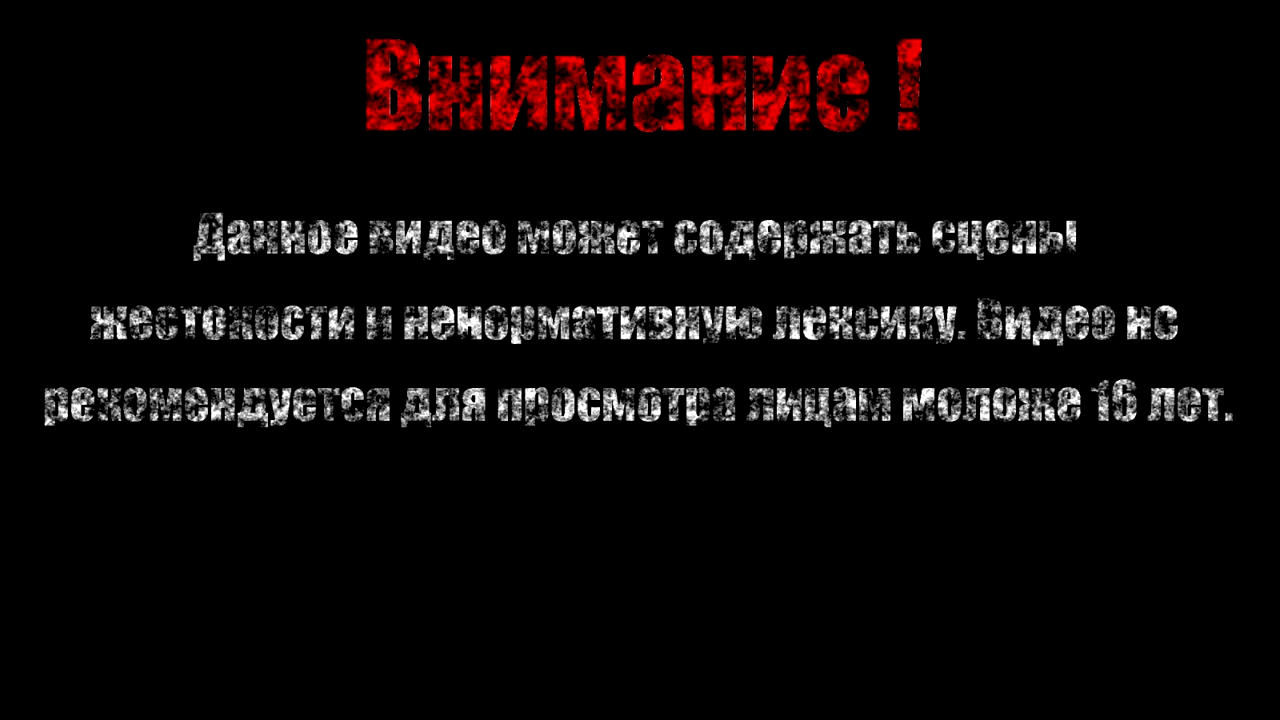 Внимание !
Данное видео может содержать сцены
жестокости и ненормативную лексику. Видео не
рекомендуется для просмотра лицам моложе 16 лет.